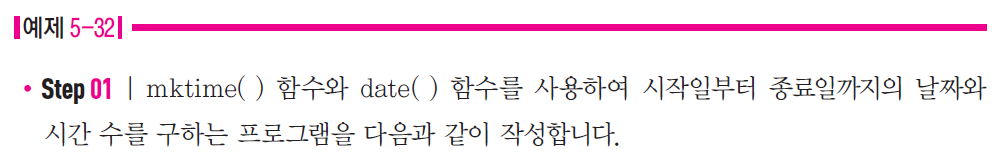 예제 5-32
• Step 01 | mktime( ) 함수와 date( ) 함수를 사용하여 시작일부터 종료일까지의 날짜와
시간 수를 구하는 프로그램을 다음과 같이 작성합니다.